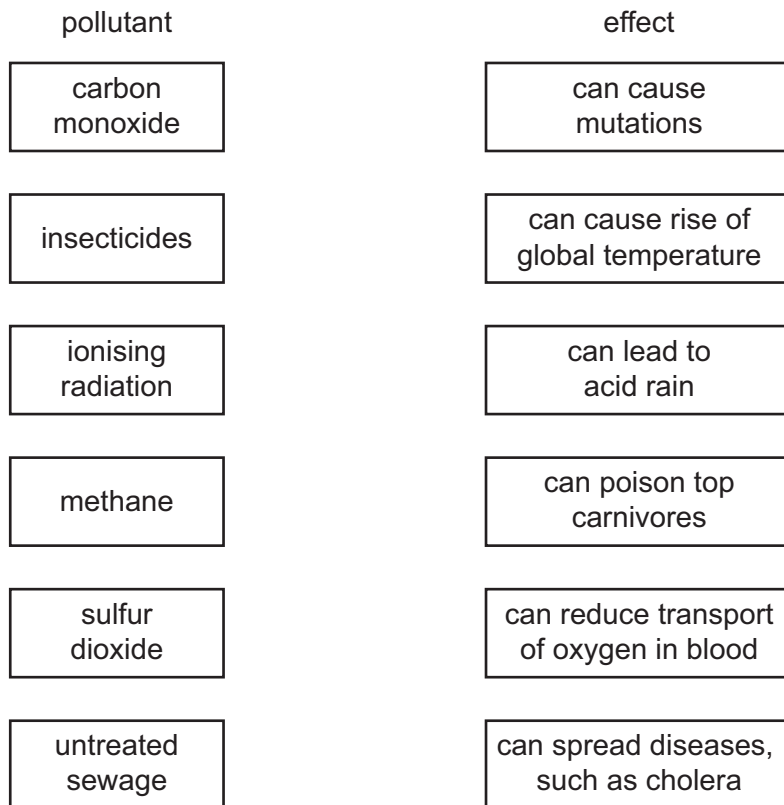 pollutant
effect
carbon
monoxide
can cause
mutations
insecticides
can cause rise of
global temperature
ionising
radiation
can lead to
acid rain
methane
can poison top
carnivores
sulfur
dioxide
can reduce transport
of oxygen in blood
untreated
sewage
can spread diseases,
such as cholera